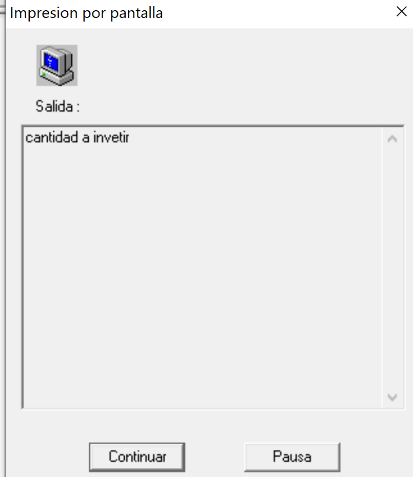 Impresion por pantalla
Salida :
cantidad a invetir
Continuar
Pausa